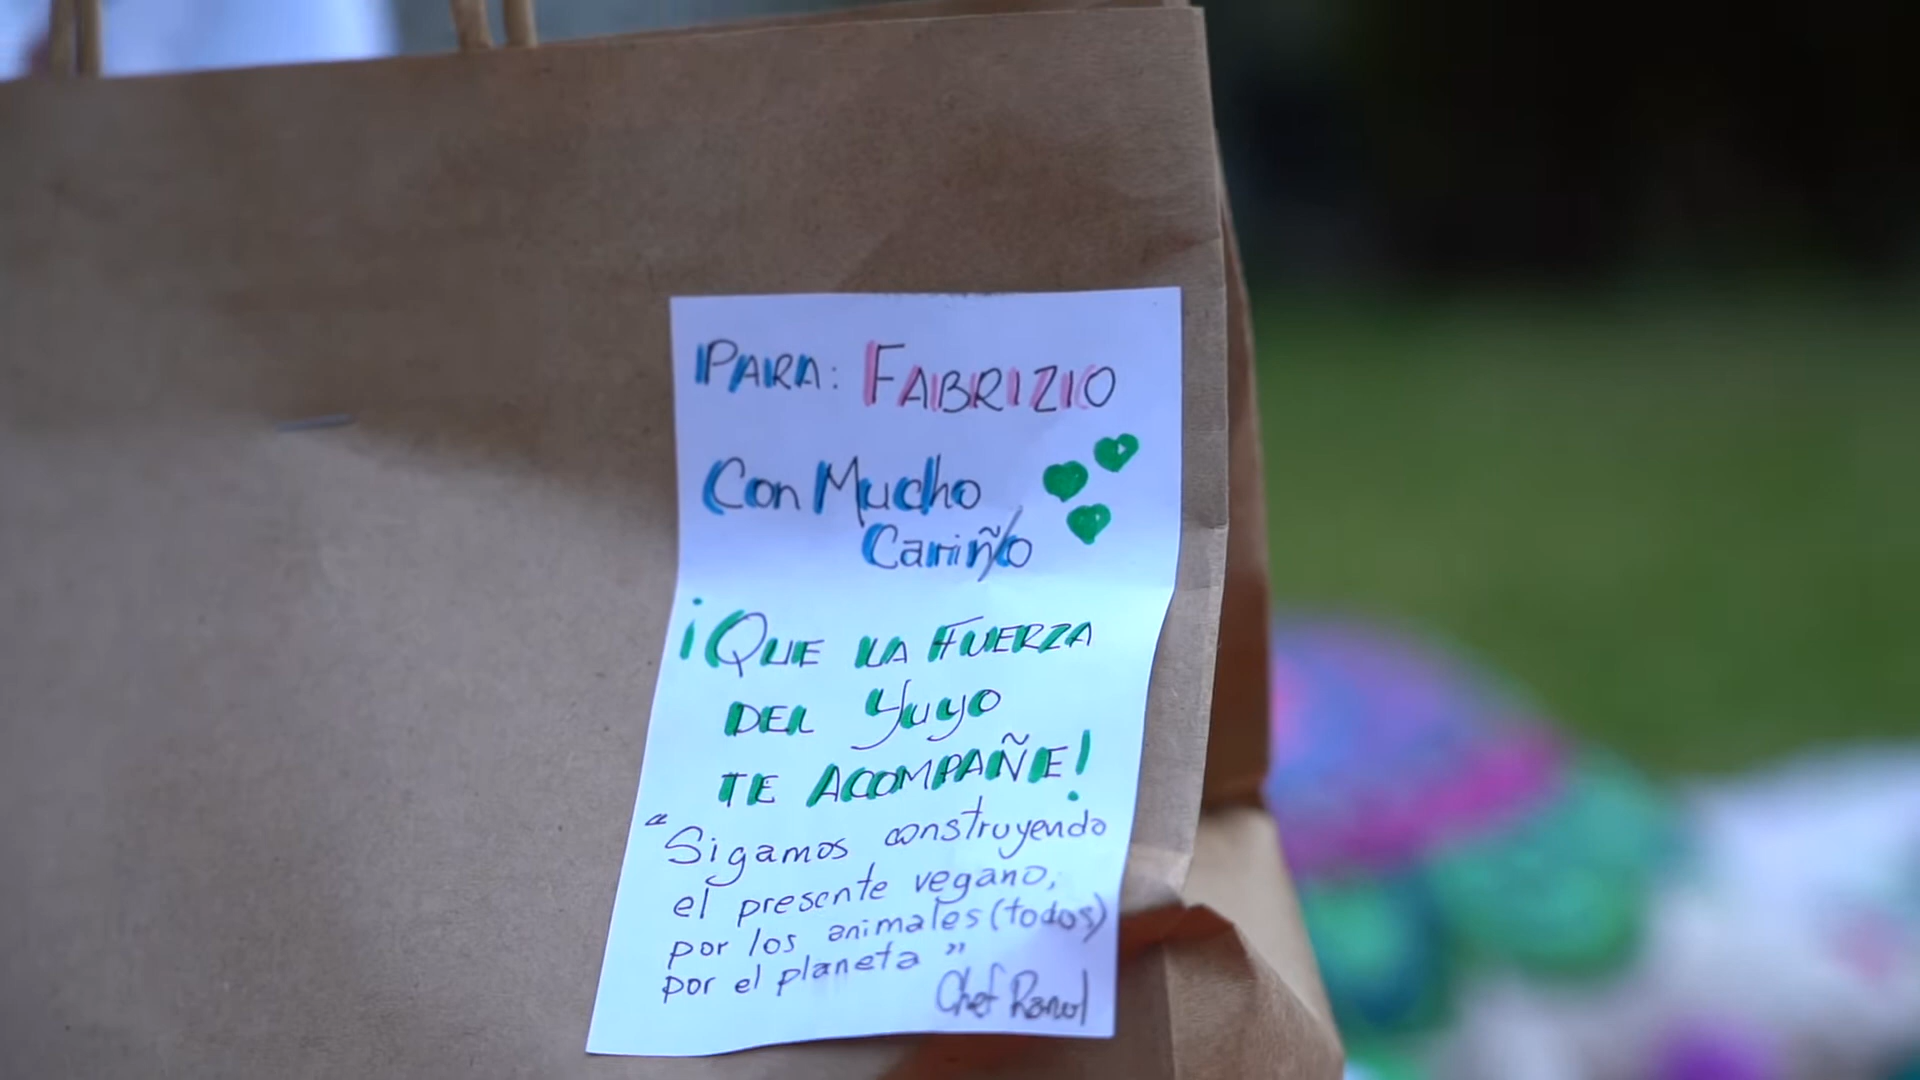 PARA: FABRIZIO
Con Mucho
Cariño
¡QUE LA FUERZA
DEL Yuyo
TE ACOMPAÑE!
"Sigamos construyendo
el presente vegano,
por los animales (todos)
por el planeta"
Chef